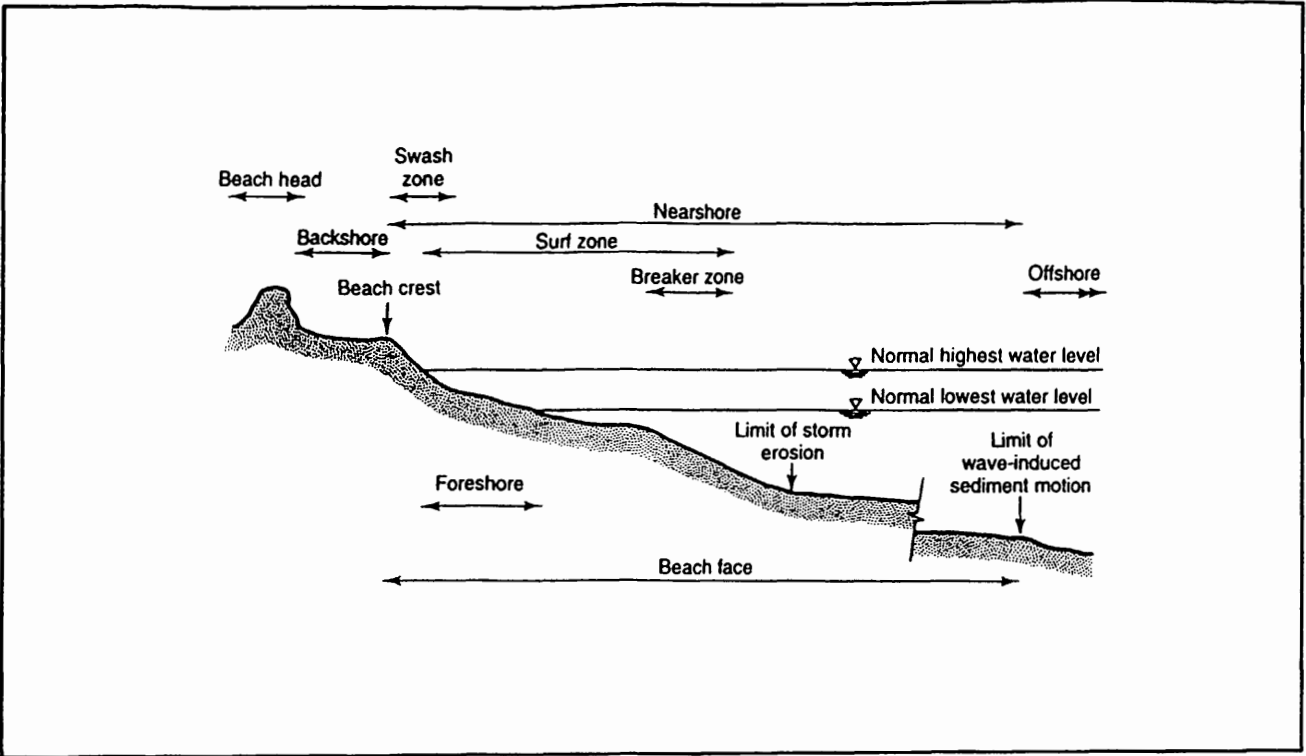 Swash
zone
Beach head
Nearshore
Backshore
Surf zone
Breaker zone
Offshore
Beach crest
Normal highest water level
Normal lowest water level
Limit of storm
erosion
Limit of
wave-induced
sediment motion
Foreshore
Beach face